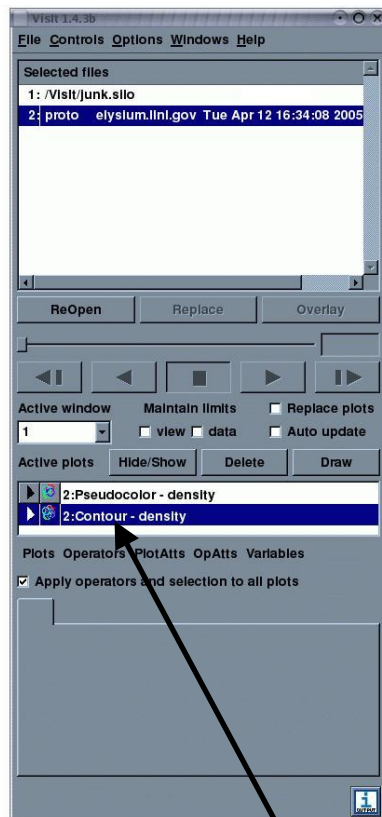 VisIt 1.4.3b
File Controls Options Windows Help
Selected files
1: /VisIt/junk.silo
2: proto elysium.llnl.gov Tue Apr 12 16:34:08 2005
ReOpen Replace Overlay
Active window Maintain limits Replace plots
1 view data Auto update
Active plots Hide/Show Delete Draw
2:Pseudocolor - density
2:Contour - density
Plots Operators PlotAtts OpAtts Variables
Apply operators and selection to all plots
OUTPUT